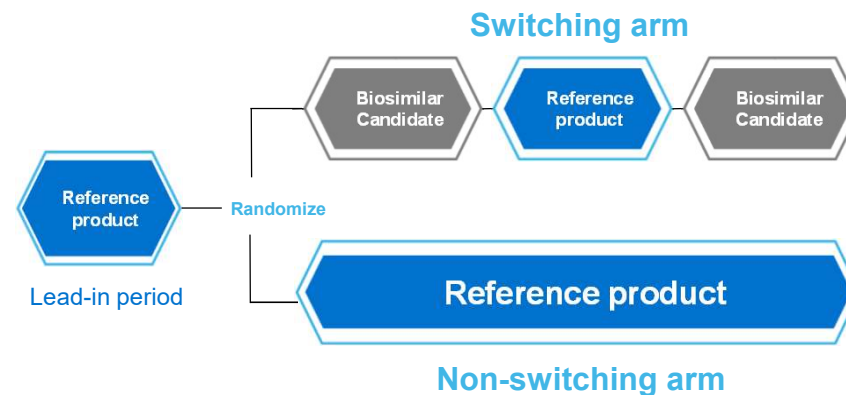 Switching arm
Biosimilar
Candidate
Reference
product
Biosimilar
Candidate
Reference
product
Randomize
Lead-in period
Reference product
Non-switching arm